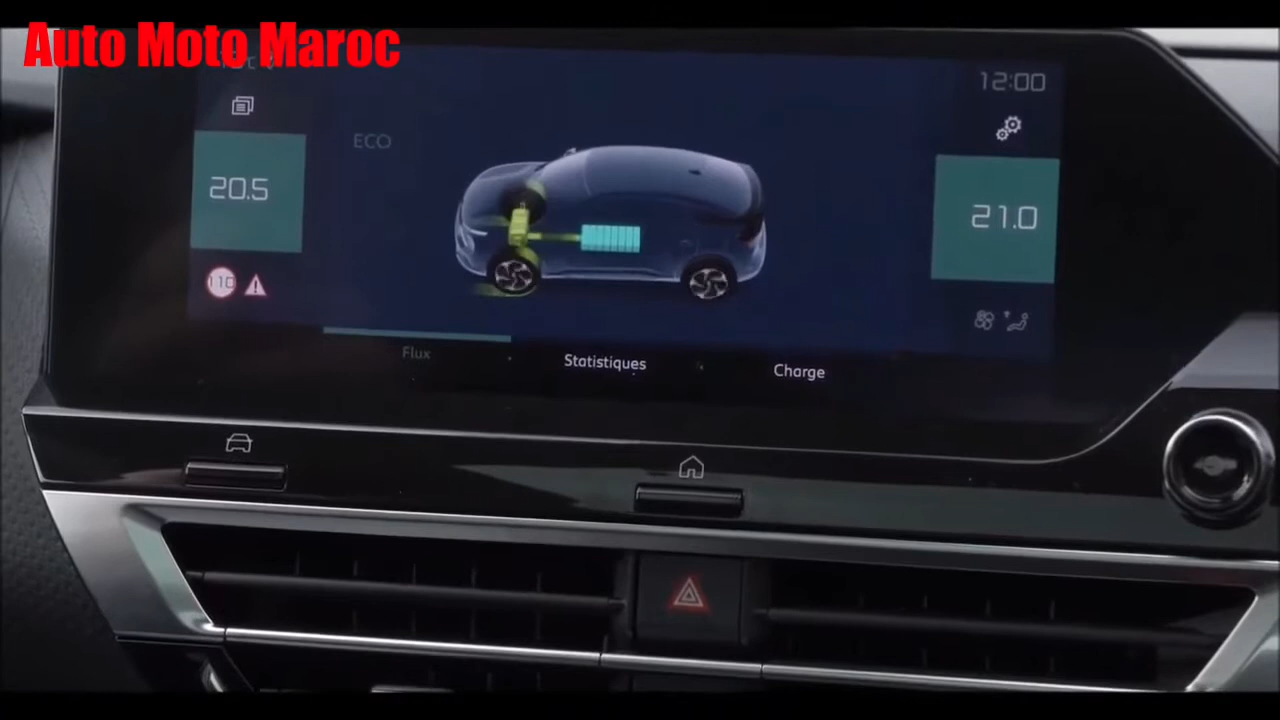 Auto Moto Maroc
12:00
ECO
20.5
21.0
110
Flux
Statistiques
Charge